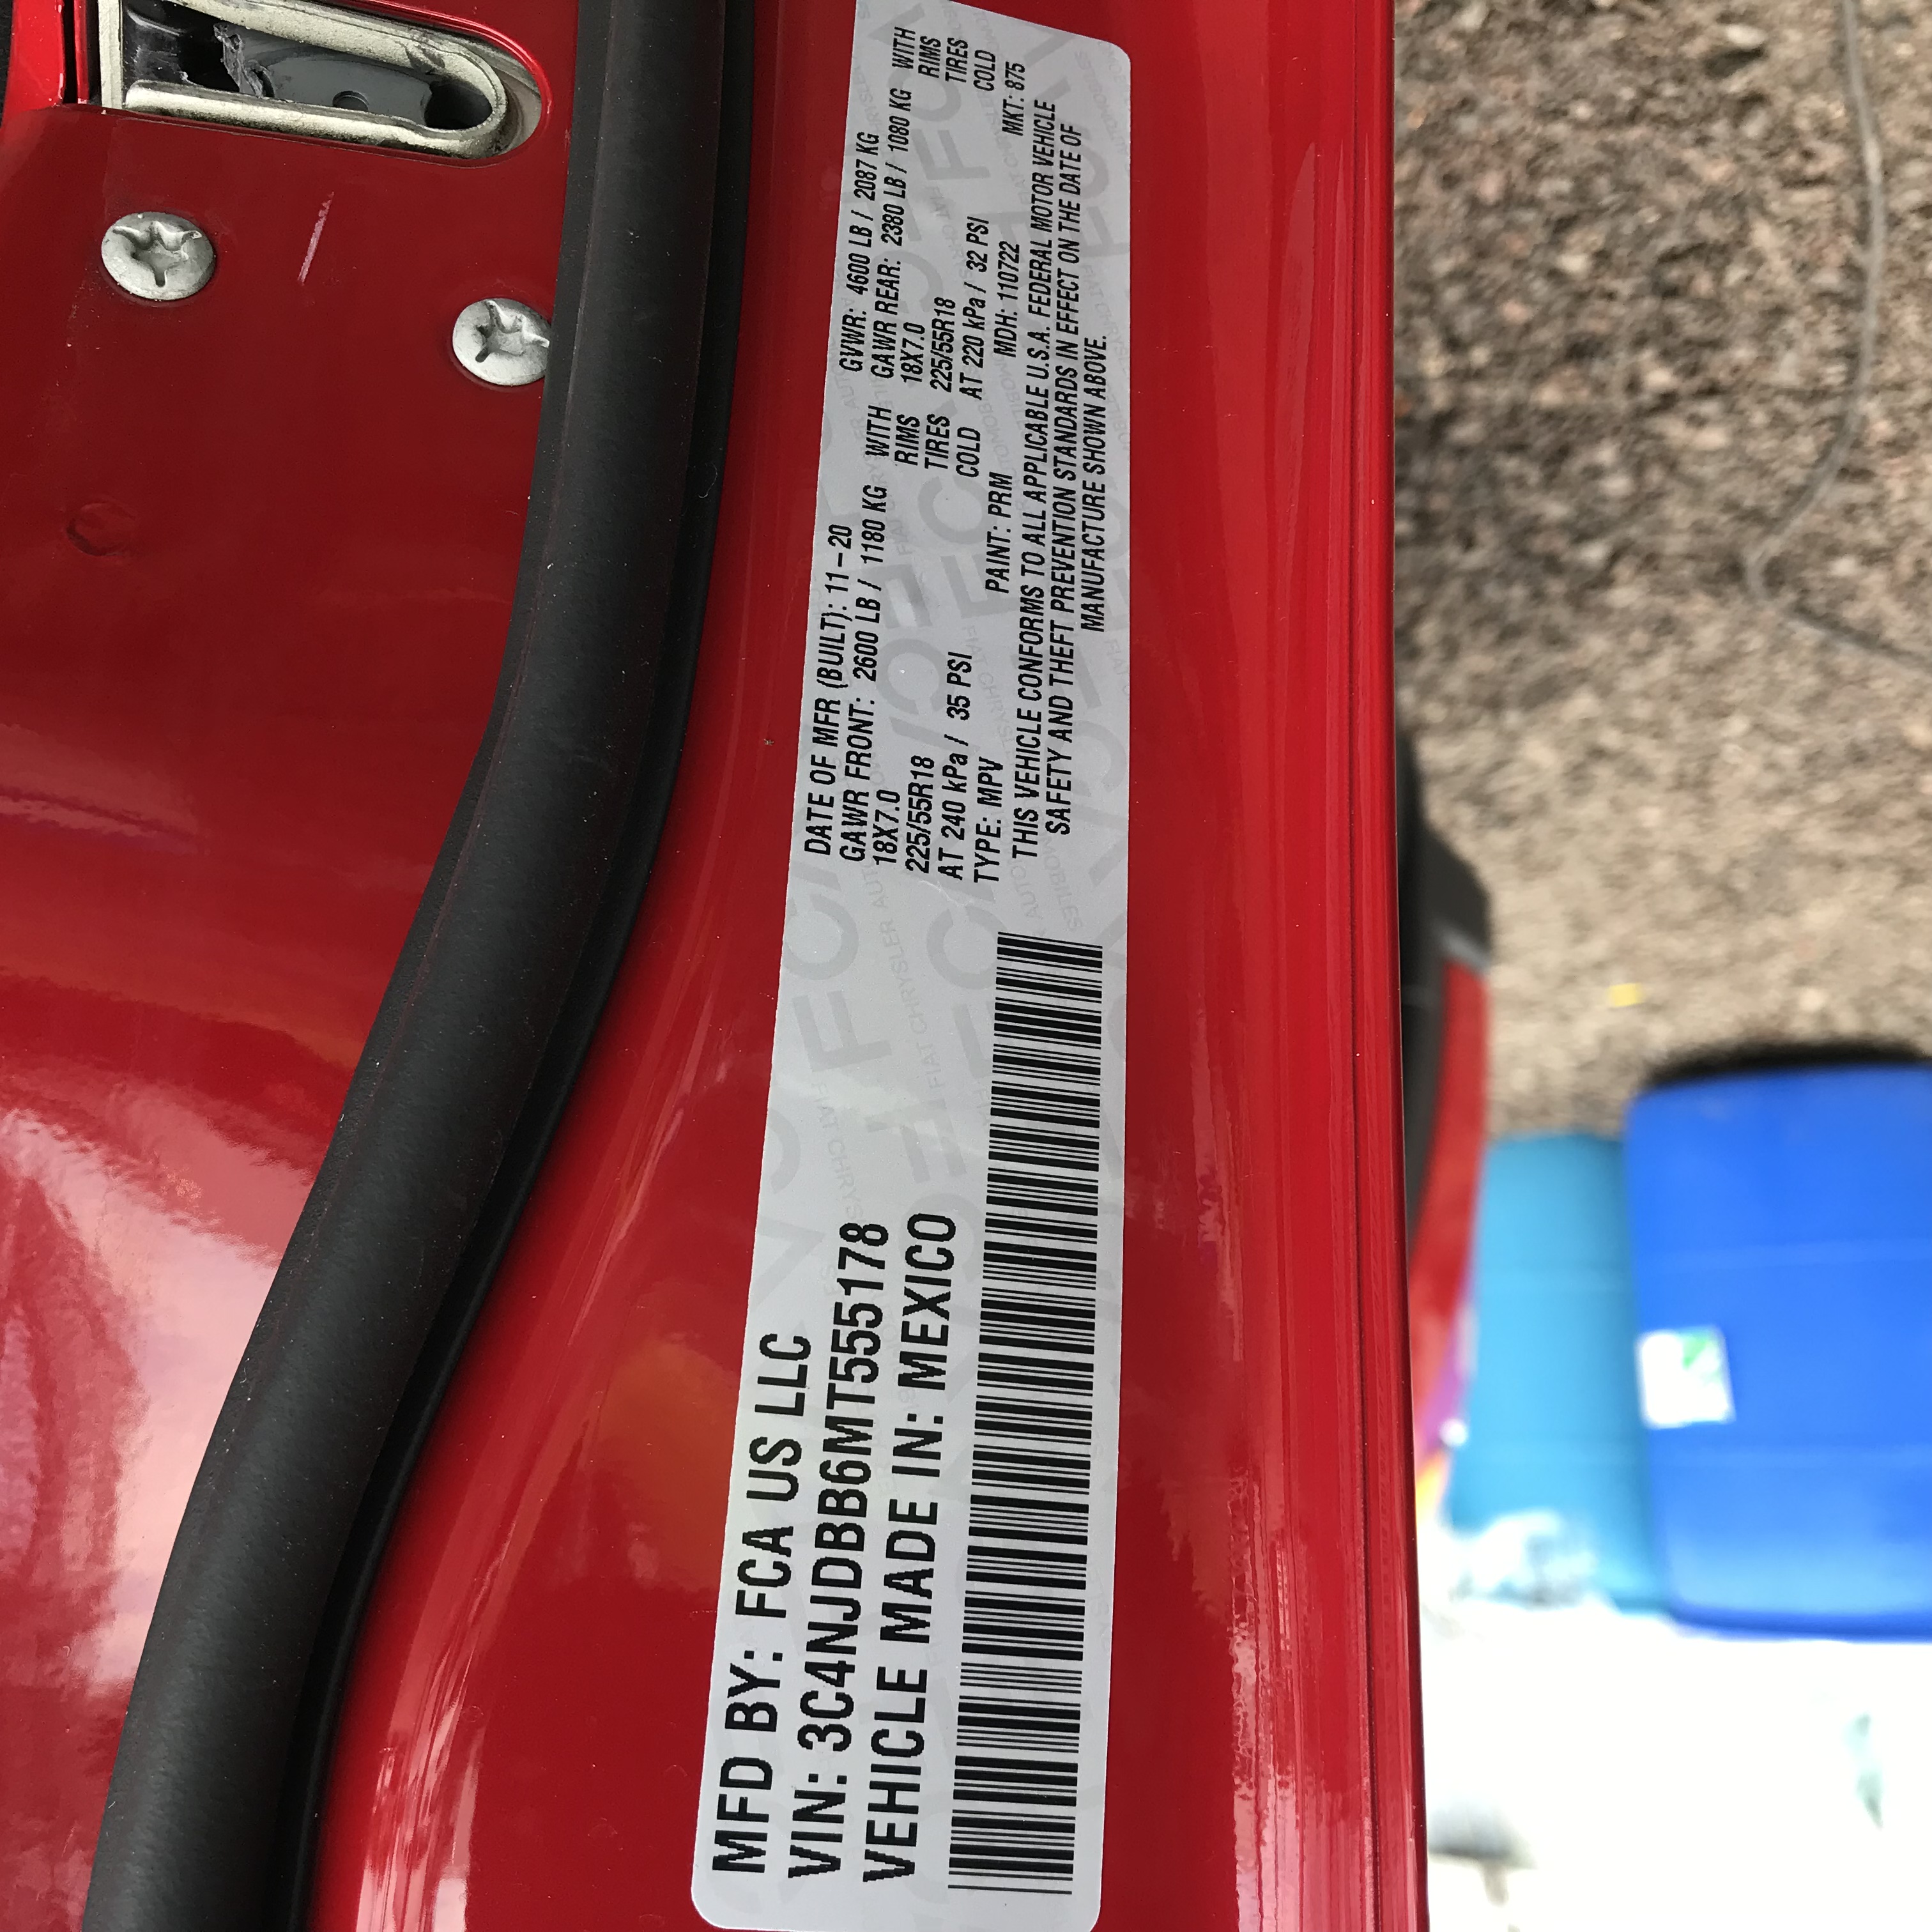 MFD BY: FCA US LLC
VIN: 3C4NJDBB6MT555178
VEHICLE MADE IN: MEXICO
DATE OF MFR (BUILT): 11-20 GVWR: 4600 LB / 2087 KG
GAWR FRONT: 2600 LB / 1180 KG WITH GAWR REAR: 2380 LB / 1080 KG WITH
18X7.0 RIMS 18X7.0 RIMS
225/55R18 TIRES 225/55R18 TIRES
AT 240 kPa / 35 PSI COLD AT 220 kPa / 32 PSI COLD
TYPE: MPV PAINT: PRM MDH: 110722 MKT: 875
THIS VEHICLE CONFORMS TO ALL APPLICABLE U.S.A. FEDERAL MOTOR VEHICLE
SAFETY AND THEFT PREVENTION STANDARDS IN EFFECT ON THE DATE OF
MANUFACTURE SHOWN ABOVE.